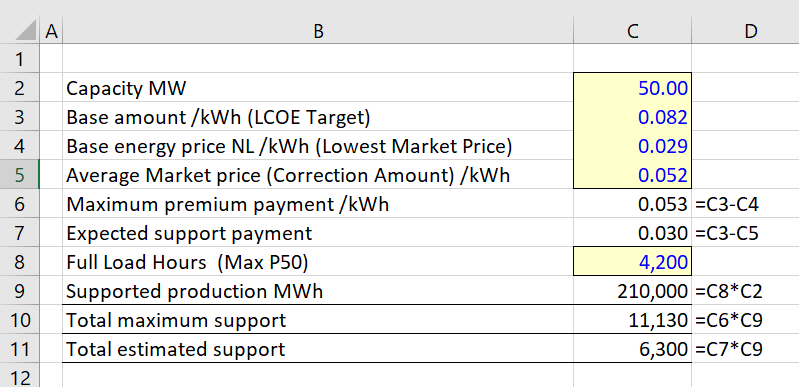 A B C D
1
2 Capacity MW 50.00
3 Base amount /kWh (LCOE Target) 0.082
4 Base energy price NL /kWh (Lowest Market Price) 0.029
5 Average Market price (Correction Amount) /kWh 0.052
6 Maximum premium payment /kWh 0.053 =C3-C4
7 Expected support payment 0.030 =C3-C5
8 Full Load Hours (Max P50) 4,200
9 Supported production MWh 210,000 =C8*C2
10 Total maximum support 11,130 =C6*C9
11 Total estimated support 6,300 =C7*C9
12